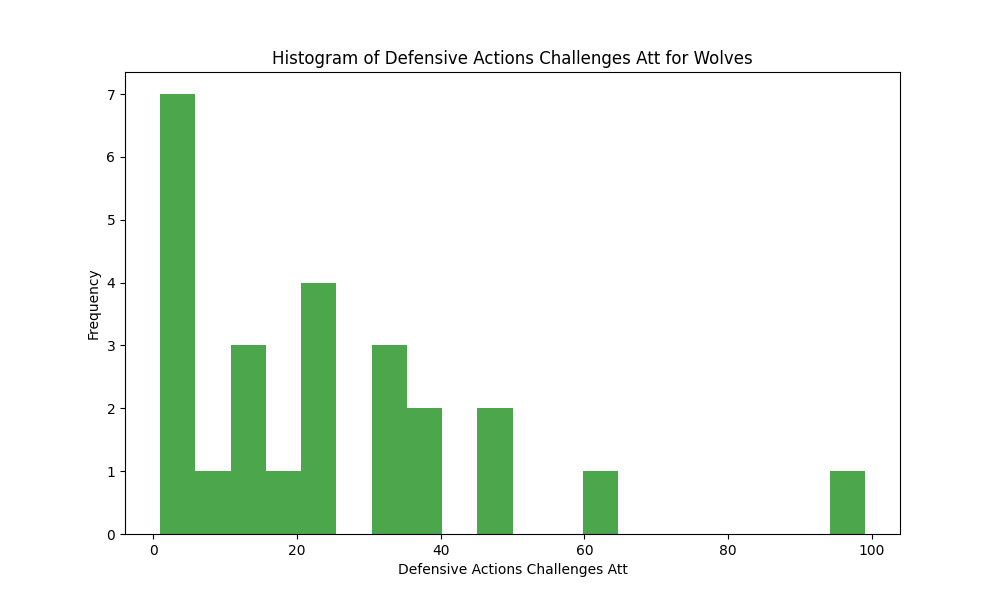 Histogram of Defensive Actions Challenges Att for Wolves
7
6
5
4
3
2
1
0
Frequency
0 20 40 60 80 100
Defensive Actions Challenges Att